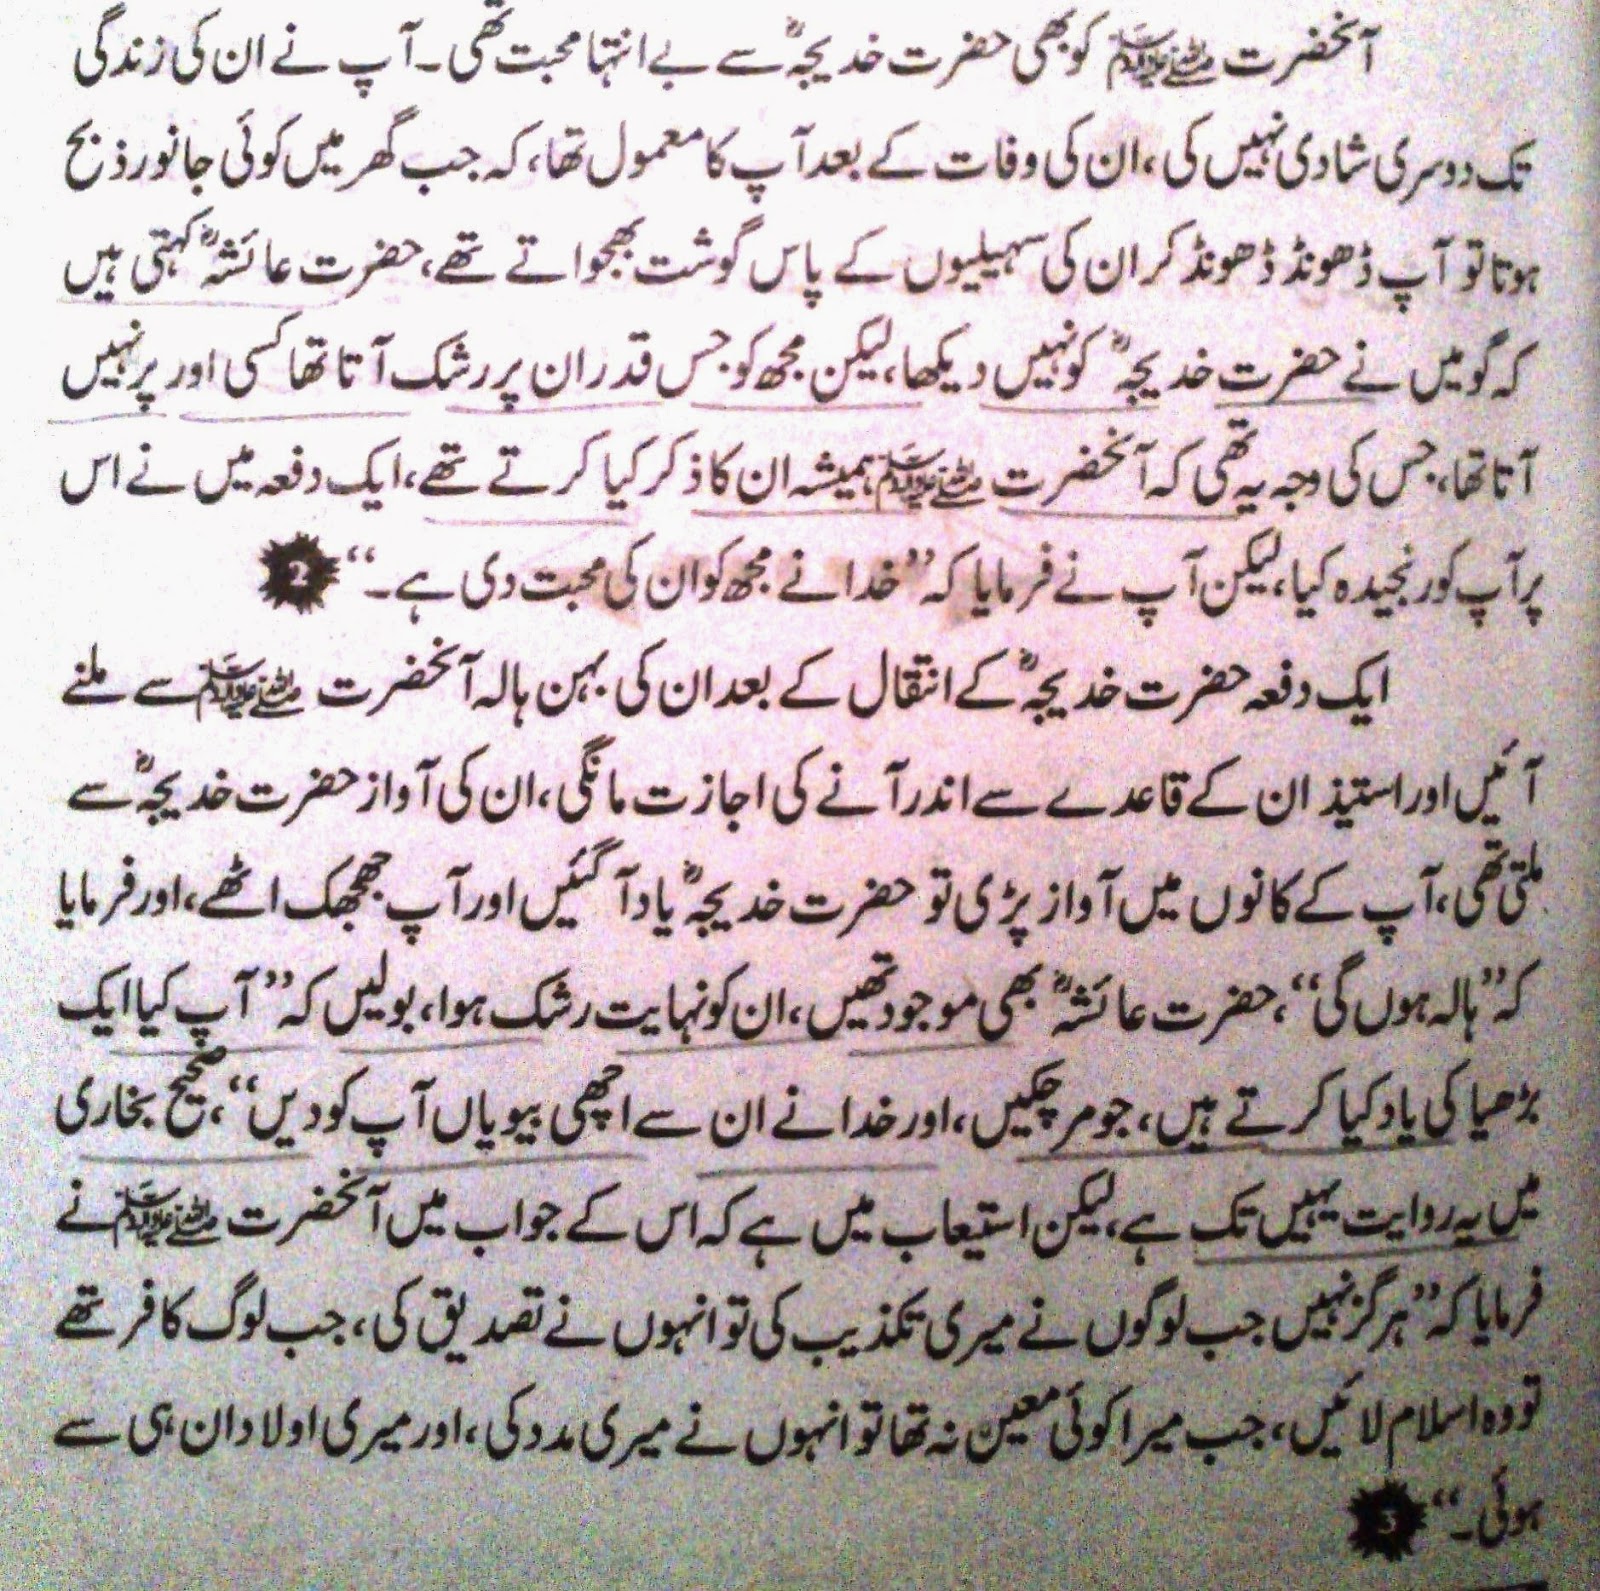 آنحضرت ﷺ کو بھی حضرت خدیجہؓ سے بے انتہا محبت تھی۔ آپ نے ان کی زندگی
تک دوسری شادی نہیں کی، ان کی وفات کے بعد آپ کا معمول تھا، کہ جب گھر میں کوئی جانور ذبح
ہوتا تو آپ ڈھونڈ ڈھونڈ کر ان کی سہیلیوں کے پاس گوشت بھجواتے تھے، حضرت عائشہؓ کہتی ہیں
کہ گو میں نے حضرت خدیجہؓ کو نہیں دیکھا، لیکن مجھ کو جس قدر ان پر رشک آتا تھا کسی اور پر نہیں
آتا تھا، جس کی وجہ یہ تھی کہ آنحضرت ﷺ ہمیشہ ان کا ذکر کیا کرتے تھے، ایک دفعہ میں نے اس
پر آپ کو رنجیدہ کیا، لیکن آپ نے فرمایا کہ ”خدا نے مجھ کو ان کی محبت دی ہے۔“ 2
ایک دفعہ حضرت خدیجہؓ کے انتقال کے بعد ان کی بہن ہالہ آنحضرت ﷺ سے ملنے
آئیں اور استیذان کے قاعدے سے اندر آنے کی اجازت مانگی، ان کی آواز حضرت خدیجہؓ سے
ملتی تھی، آپ کے کانوں میں آواز پڑی تو حضرت خدیجہؓ یاد آگئیں اور آپ جھجھک اٹھے، اور فرمایا
کہ ”ہالہ ہوں گی“، حضرت عائشہؓ بھی موجود تھیں، ان کو نہایت رشک ہوا، بولیں کہ ”آپ کیا ایک
بڑھیا کی یاد کیا کرتے ہیں، جو مر چکیں، اور خدا نے ان سے اچھی بیویاں آپ کو دیں“، صحیح بخاری
میں یہ روایت یہیں تک ہے، لیکن استیعاب میں ہے کہ اس کے جواب میں آنحضرت ﷺ نے
فرمایا کہ ”ہرگز نہیں جب لوگوں نے میری تکذیب کی تو انہوں نے تصدیق کی، جب لوگ کافر تھے
تو وہ اسلام لائیں، جب میرا کوئی معین نہ تھا تو انہوں نے میری مدد کی، اور میری اولاد ان ہی سے
ہوئی۔“ 3